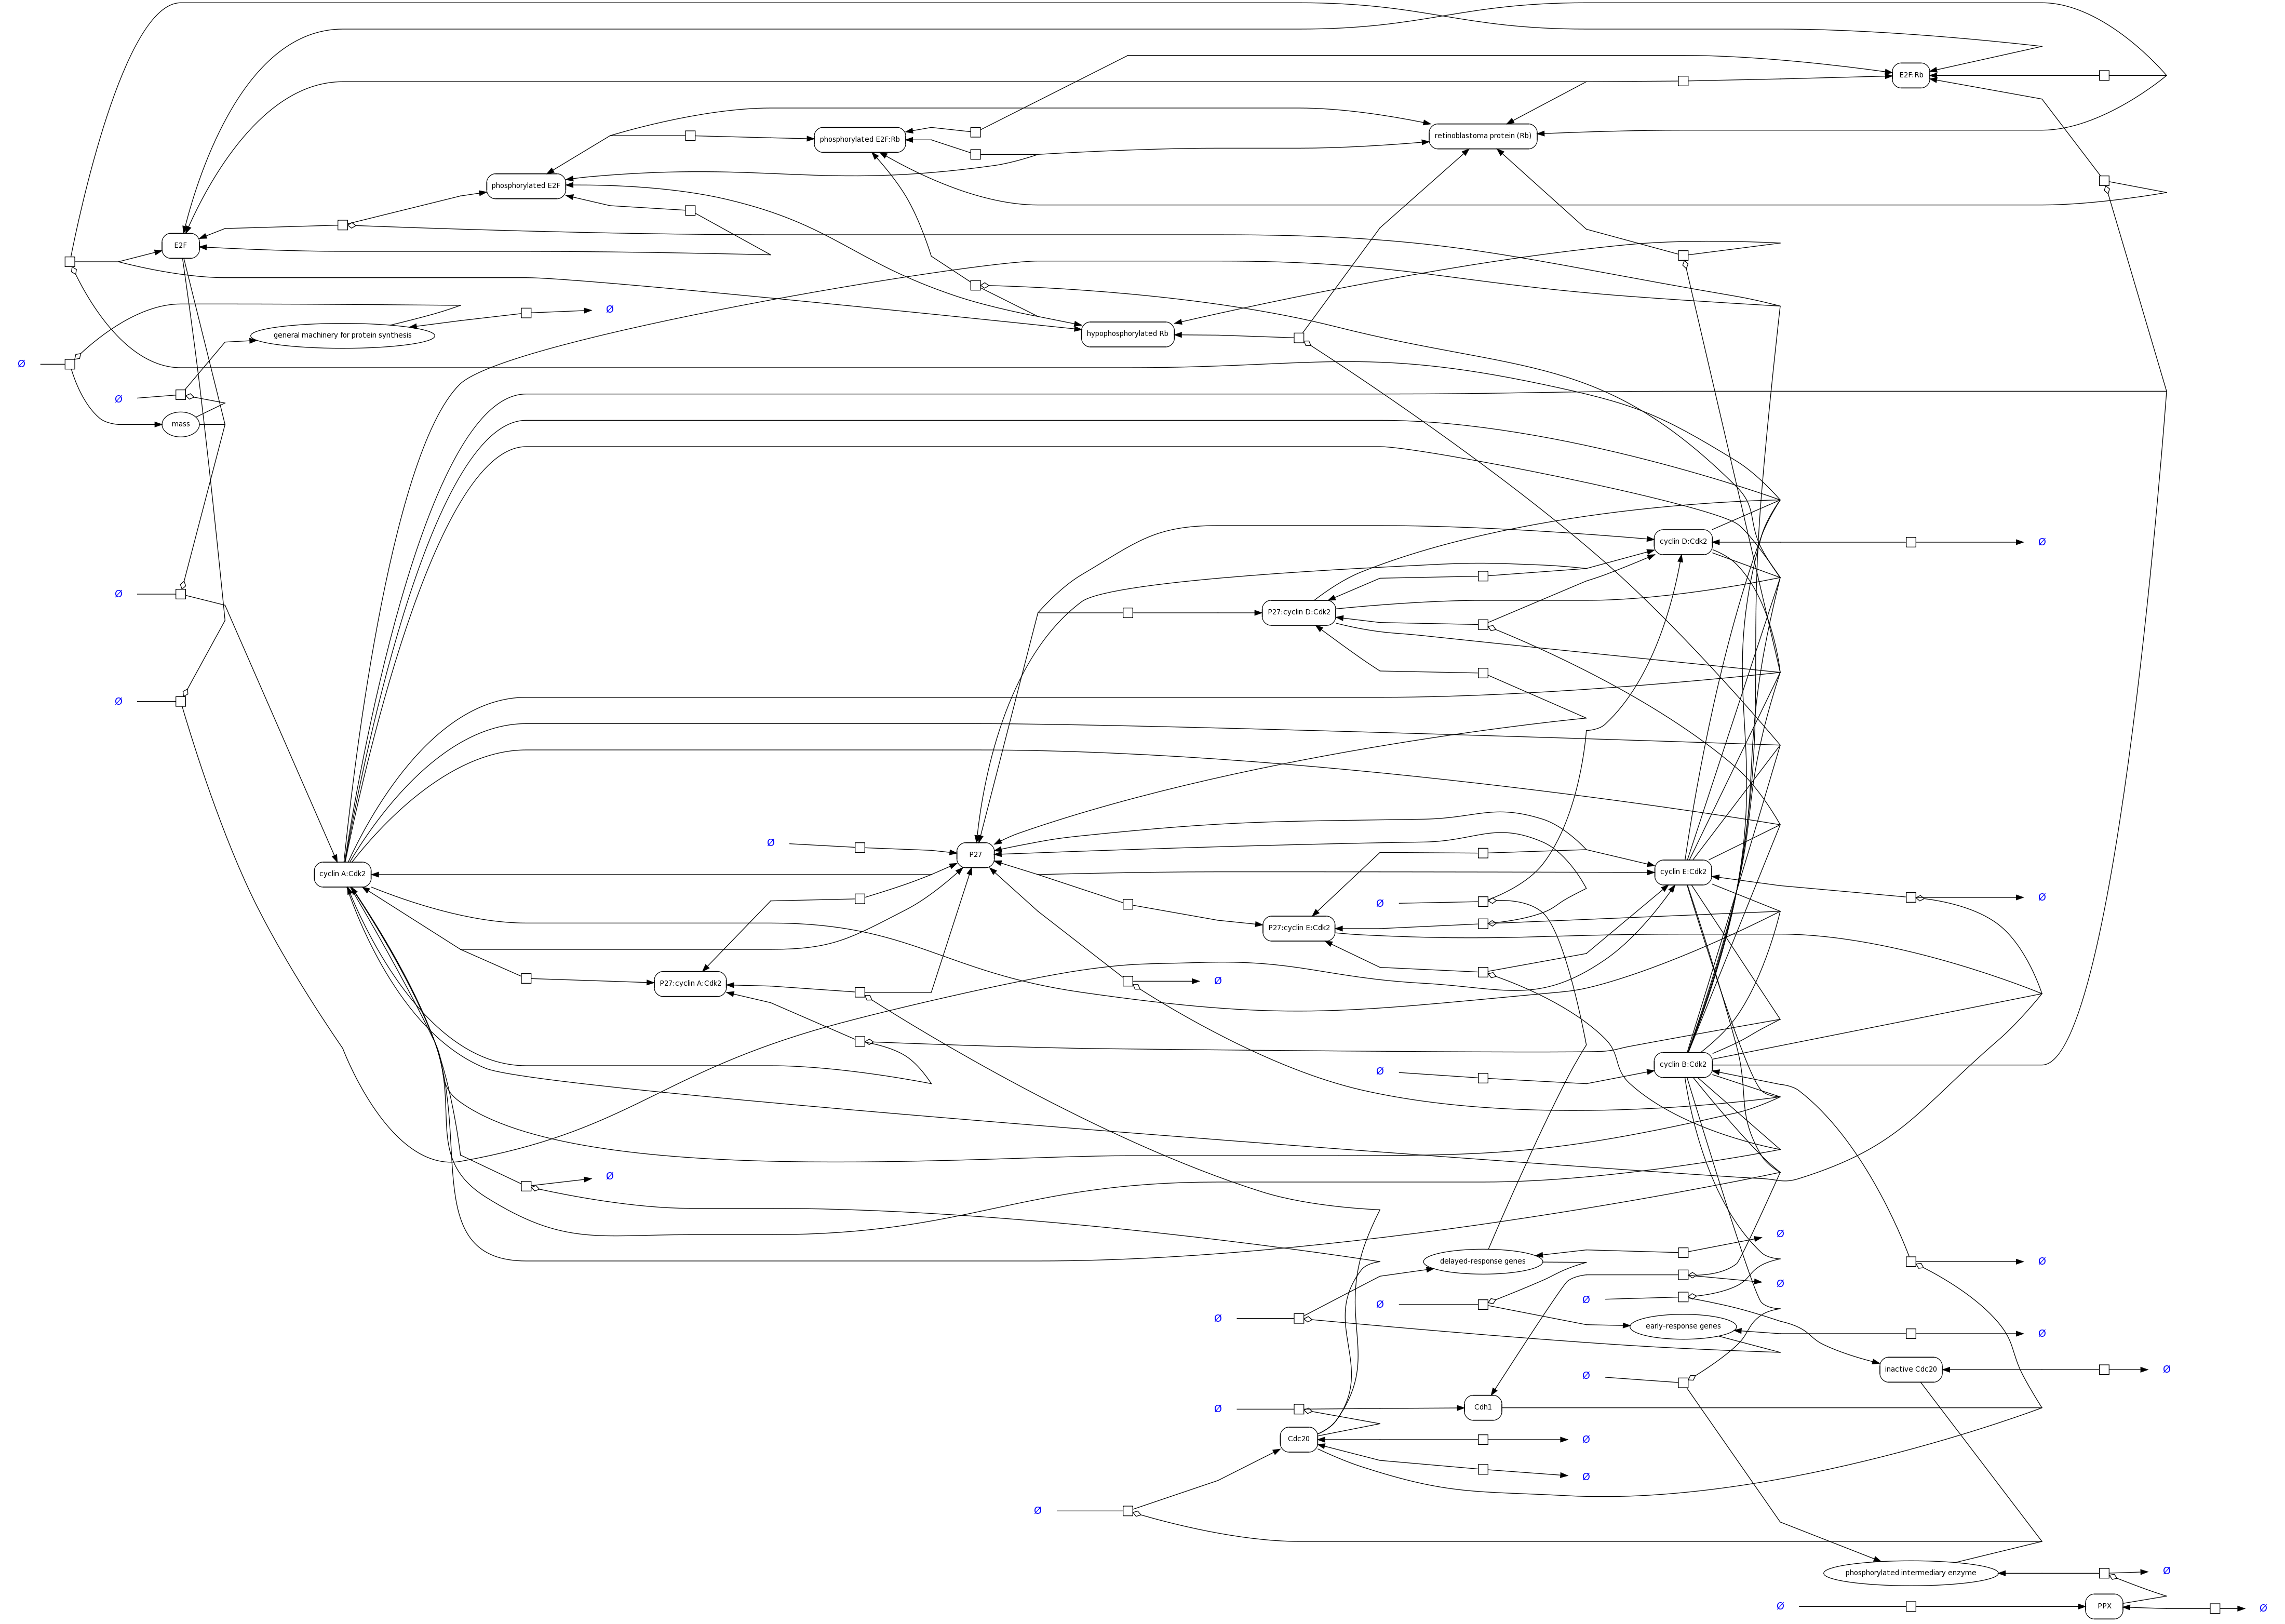 E2F:Rb
retinoblastoma protein (Rb)
phosphorylated E2F:Rb
phosphorylated E2F
E2F
Ø
general machinery for protein synthesis
hypophosphorylated Rb
Ø
Ø
mass
cyclin D:Cdk2
Ø
Ø
P27:cyclin D:Cdk2
Ø
Ø
P27
cyclin A:Cdk2
cyclin E:Cdk2
Ø
Ø
P27:cyclin E:Cdk2
Ø
P27:cyclin A:Cdk2
cyclin B:Cdk2
Ø
Ø
Ø
delayed-response genes
Ø
Ø
Ø
Ø
Ø
Ø
early-response genes
Ø
inactive Cdc20
Ø
Ø
Ø
Cdh1
Cdc20
Ø
Ø
Ø
phosphorylated intermediary enzyme
Ø
Ø
PPX
Ø